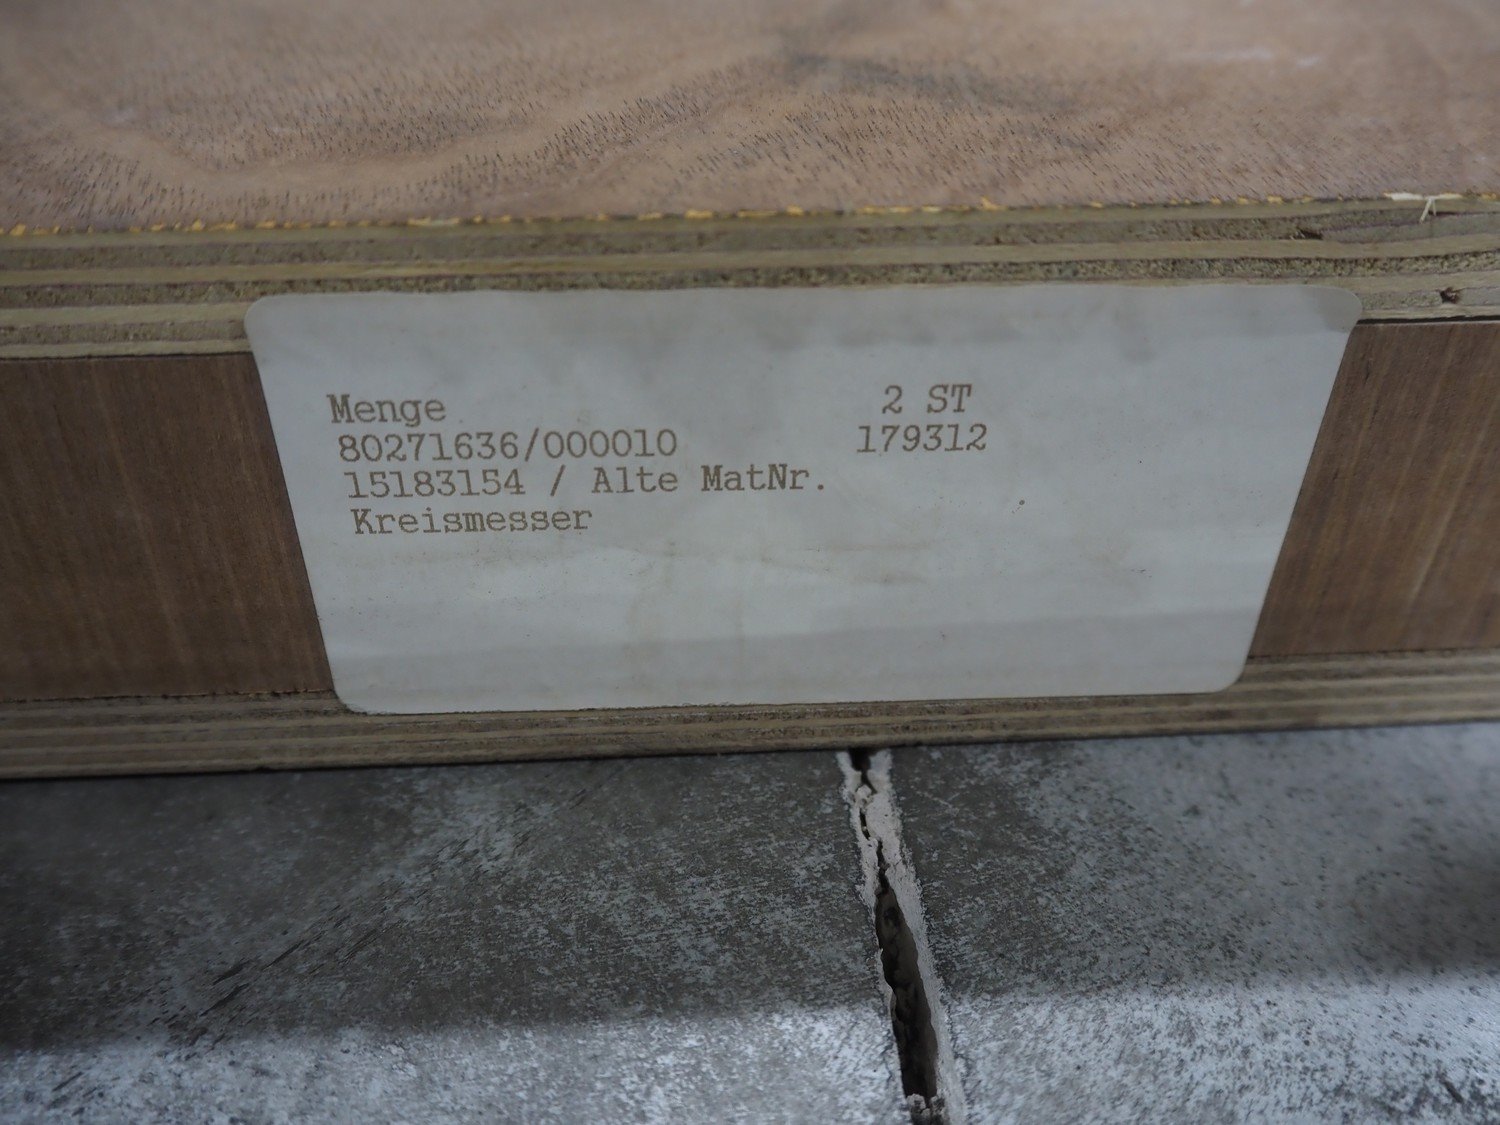 Menge 2 ST
80271636/000010 179312
15183154 / Alte MatNr.
Kreismesser